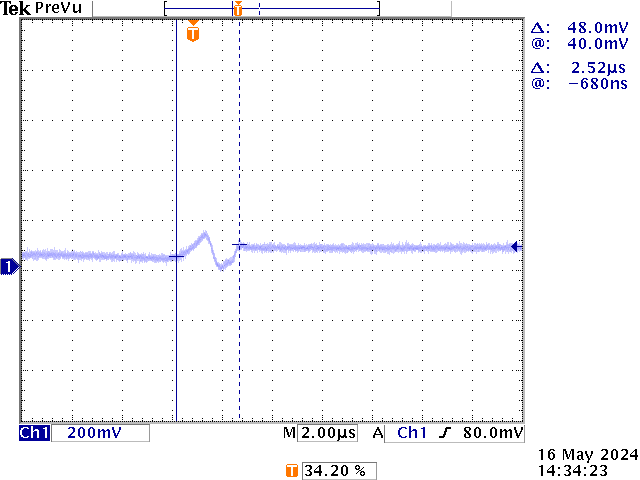 Tek PreVu
T
T
Δ: 48.0mV
@: 40.0mV
Δ: 2.52µs
@: −680ns
1
Ch1 200mV M 2.00µs A Ch1 80.0mV
T 34.20 %
16 May 2024
14:34:23